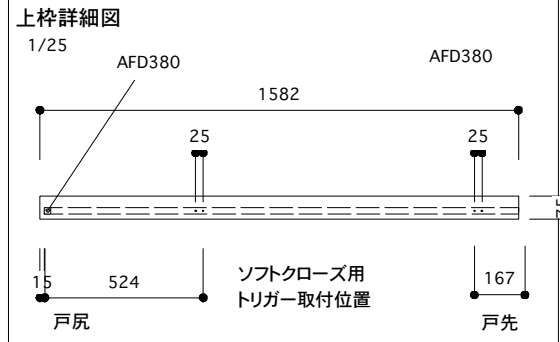 上枠詳細図
1/25
AFD380
AFD380
1582
25
25
15
524
ソフトクローズ用
トリガー取付位置
167
戸尻
戸先